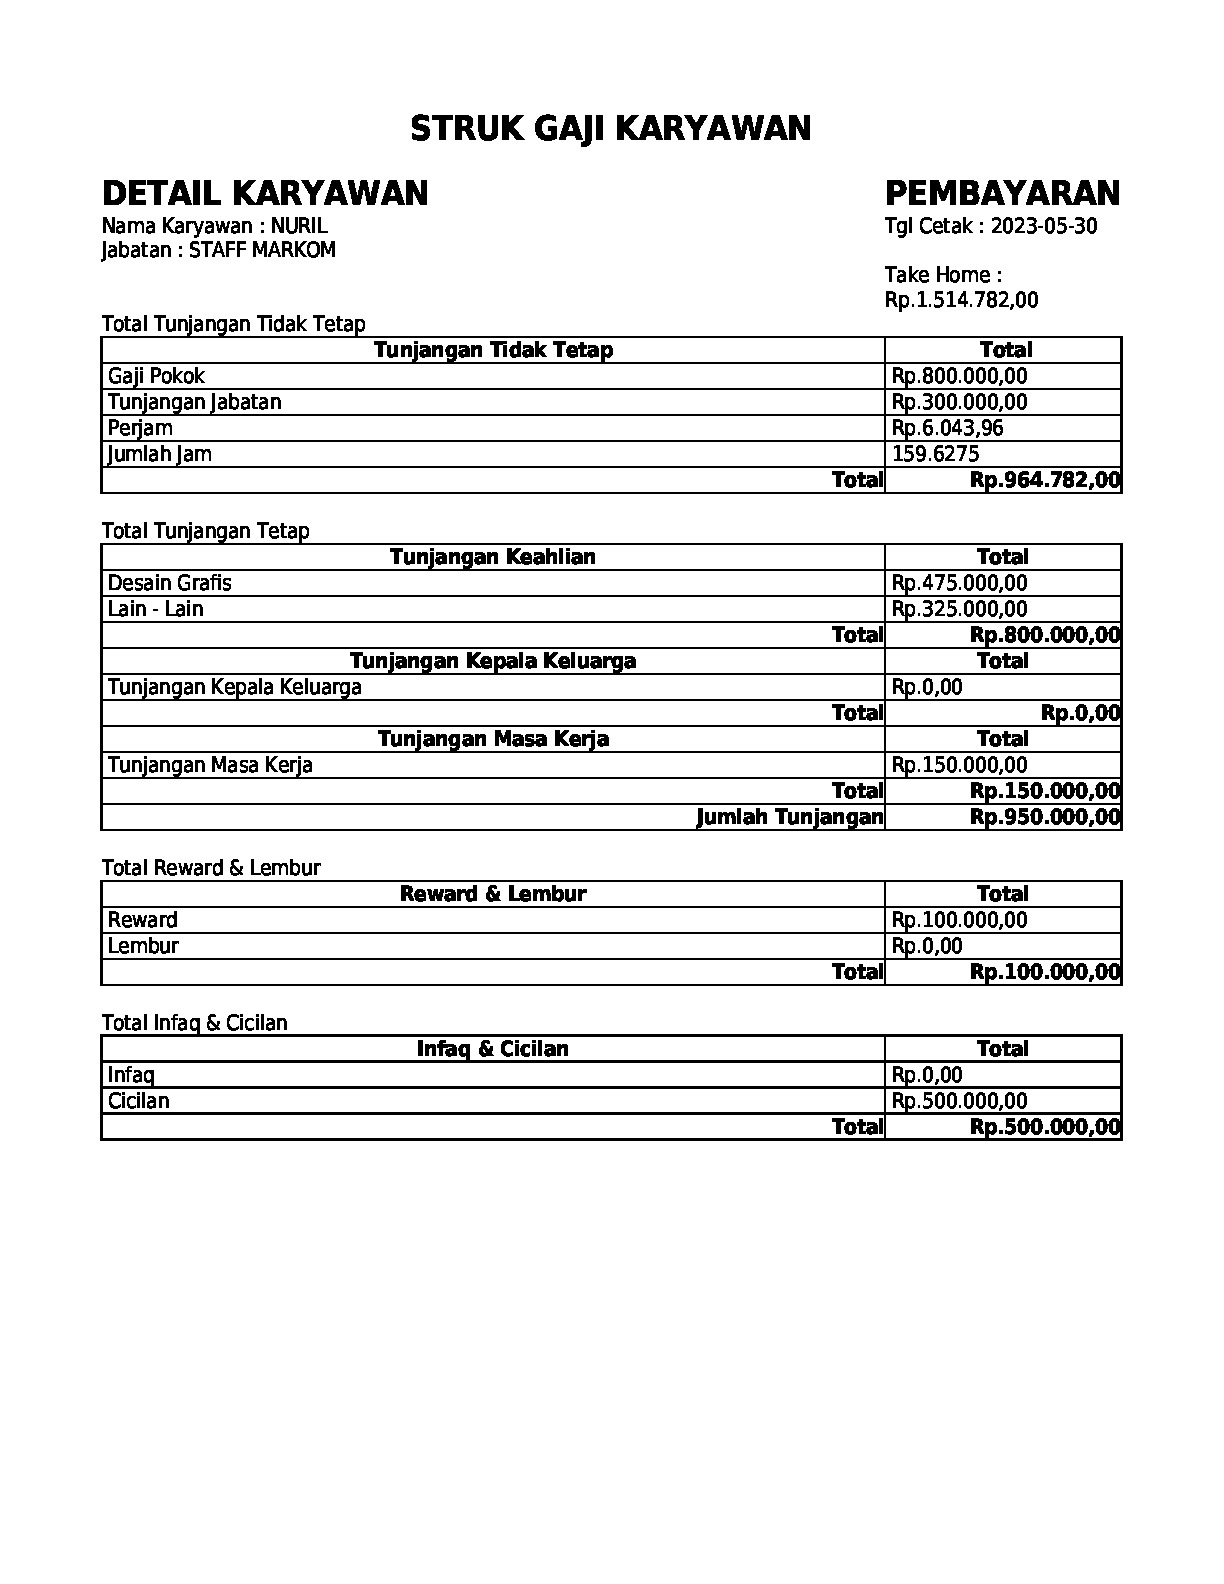 STRUK GAJI KARYAWAN
DETAIL KARYAWAN
Nama Karyawan : NURIL
Jabatan : STAFF MARKOM
PEMBAYARAN
Tgl Cetak : 2023-05-30
Take Home :
Rp.1.514.782,00
Total Tunjangan Tidak Tetap
Tunjangan Tidak Tetap Total
Gaji Pokok Rp.800.000,00
Tunjangan Jabatan Rp.300.000,00
Perjam Rp.6.043,96
Jumlah Jam 159.6275
Total Rp.964.782,00
Total Tunjangan Tetap
Tunjangan Keahlian Total
Desain Grafis Rp.475.000,00
Lain - Lain Rp.325.000,00
Total Rp.800.000,00
Tunjangan Kepala Keluarga Total
Tunjangan Kepala Keluarga Rp.0,00
Total Rp.0,00
Tunjangan Masa Kerja Total
Tunjangan Masa Kerja Rp.150.000,00
Total Rp.150.000,00
Jumlah Tunjangan Rp.950.000,00
Total Reward & Lembur
Reward & Lembur Total
Reward Rp.100.000,00
Lembur Rp.0,00
Total Rp.100.000,00
Total Infaq & Cicilan
Infaq & Cicilan Total
Infaq Rp.0,00
Cicilan Rp.500.000,00
Total Rp.500.000,00